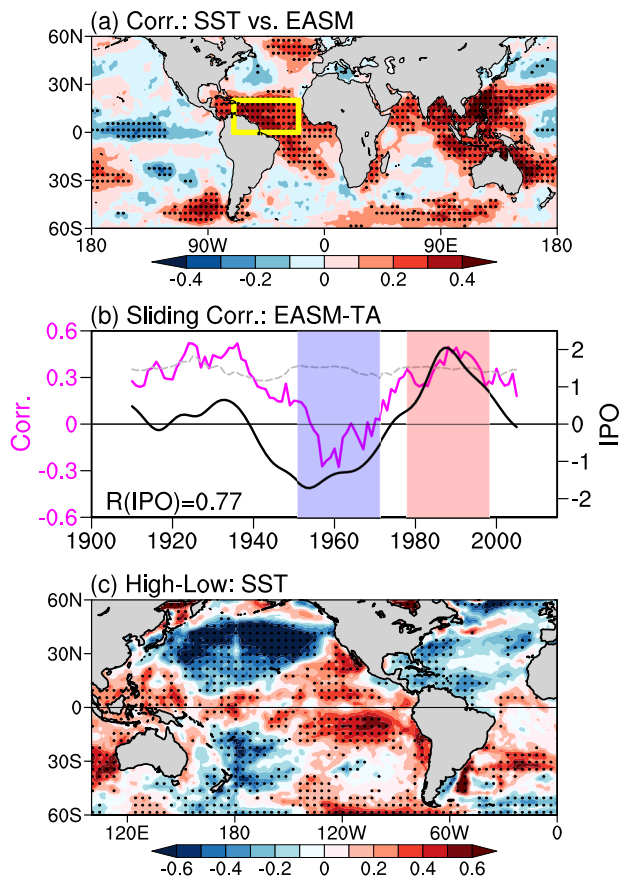 (a) Corr.: SST vs. EASM
60N
30N
0
30S
60S
180 90W 0 90E 180
-0.4 -0.2 0 0.2 0.4
(b) Sliding Corr.: EASM-TA
0.6
0.3
0
-0.3
-0.6
Corr.
2
1
0
-1
-2
IPO
R(IPO)=0.77
1900 1920 1940 1960 1980 2000
(c) High-Low: SST
60N
30N
0
30S
60S
120E 180 120W 60W 0
-0.6 -0.4 -0.2 0 0.2 0.4 0.6